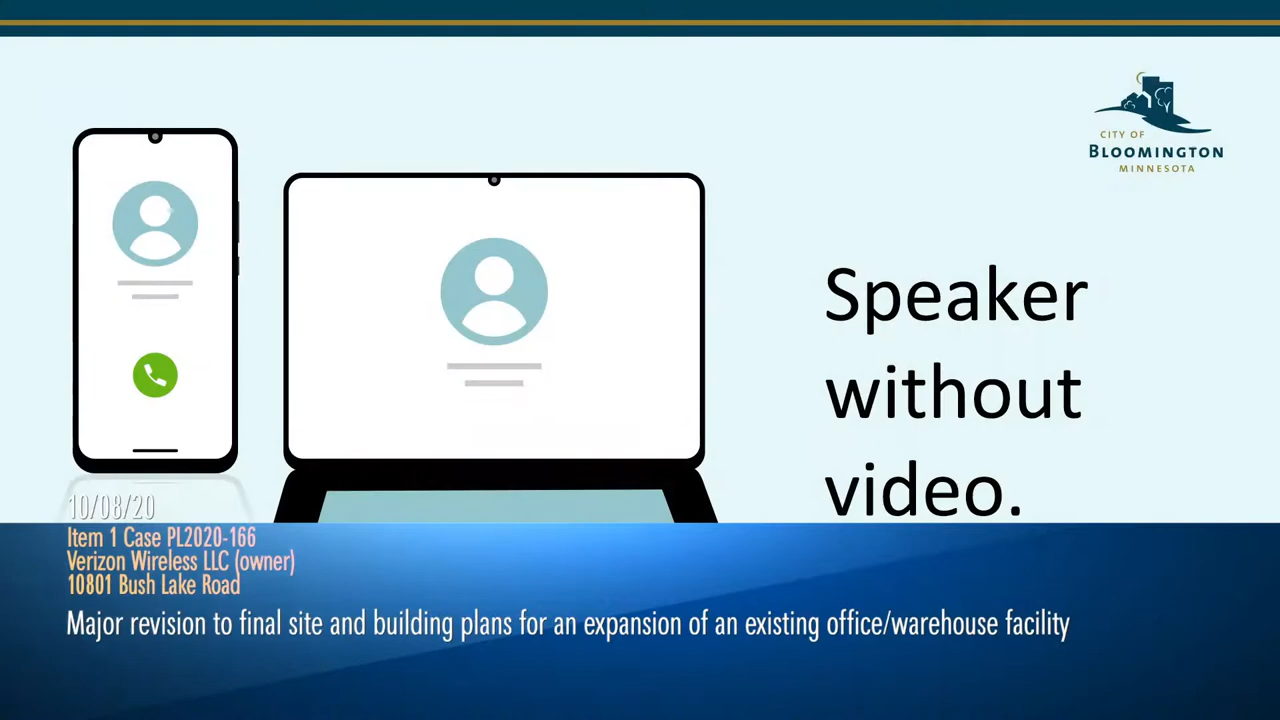 CITY OF
BLOOMINGTON
MINNESOTA
Speaker
without
video.
10/08/20
Item 1 Case PL2020-166
Verizon Wireless LLC (owner)
10801 Bush Lake Road
Major revision to final site and building plans for an expansion of an existing office/warehouse facility